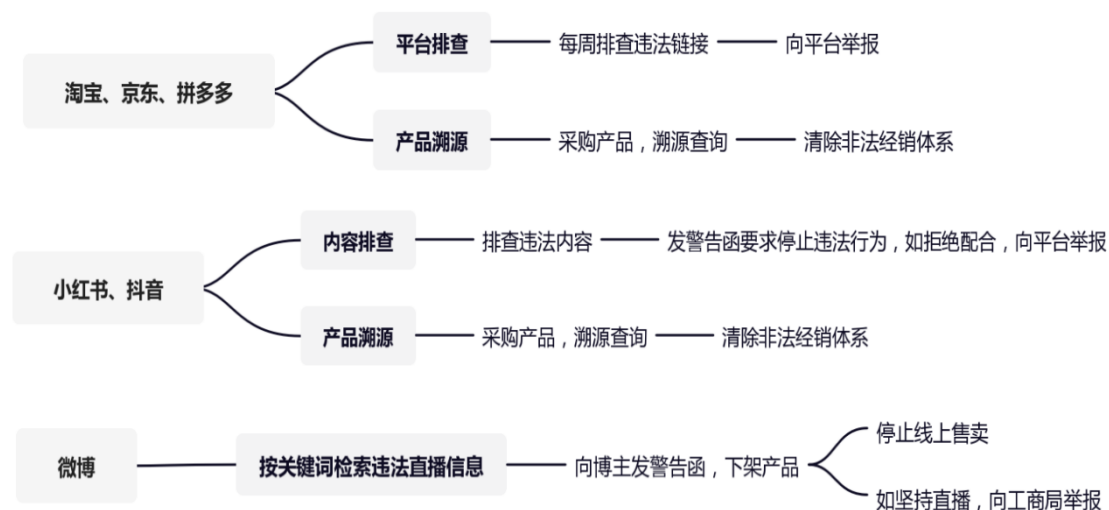 淘宝、京东、拼多多
平台排查
每周排查违法链接
向平台举报
产品溯源
采购产品，溯源查询
清除非法经销体系
小红书、抖音
内容排查
排查违法内容
发警告函要求停止违法行为，如拒绝配合，向平台举报
产品溯源
采购产品，溯源查询
清除非法经销体系
微博
按关键词检索违法直播信息
向博主发警告函，下架产品
停止线上售卖
如坚持直播，向工商局举报